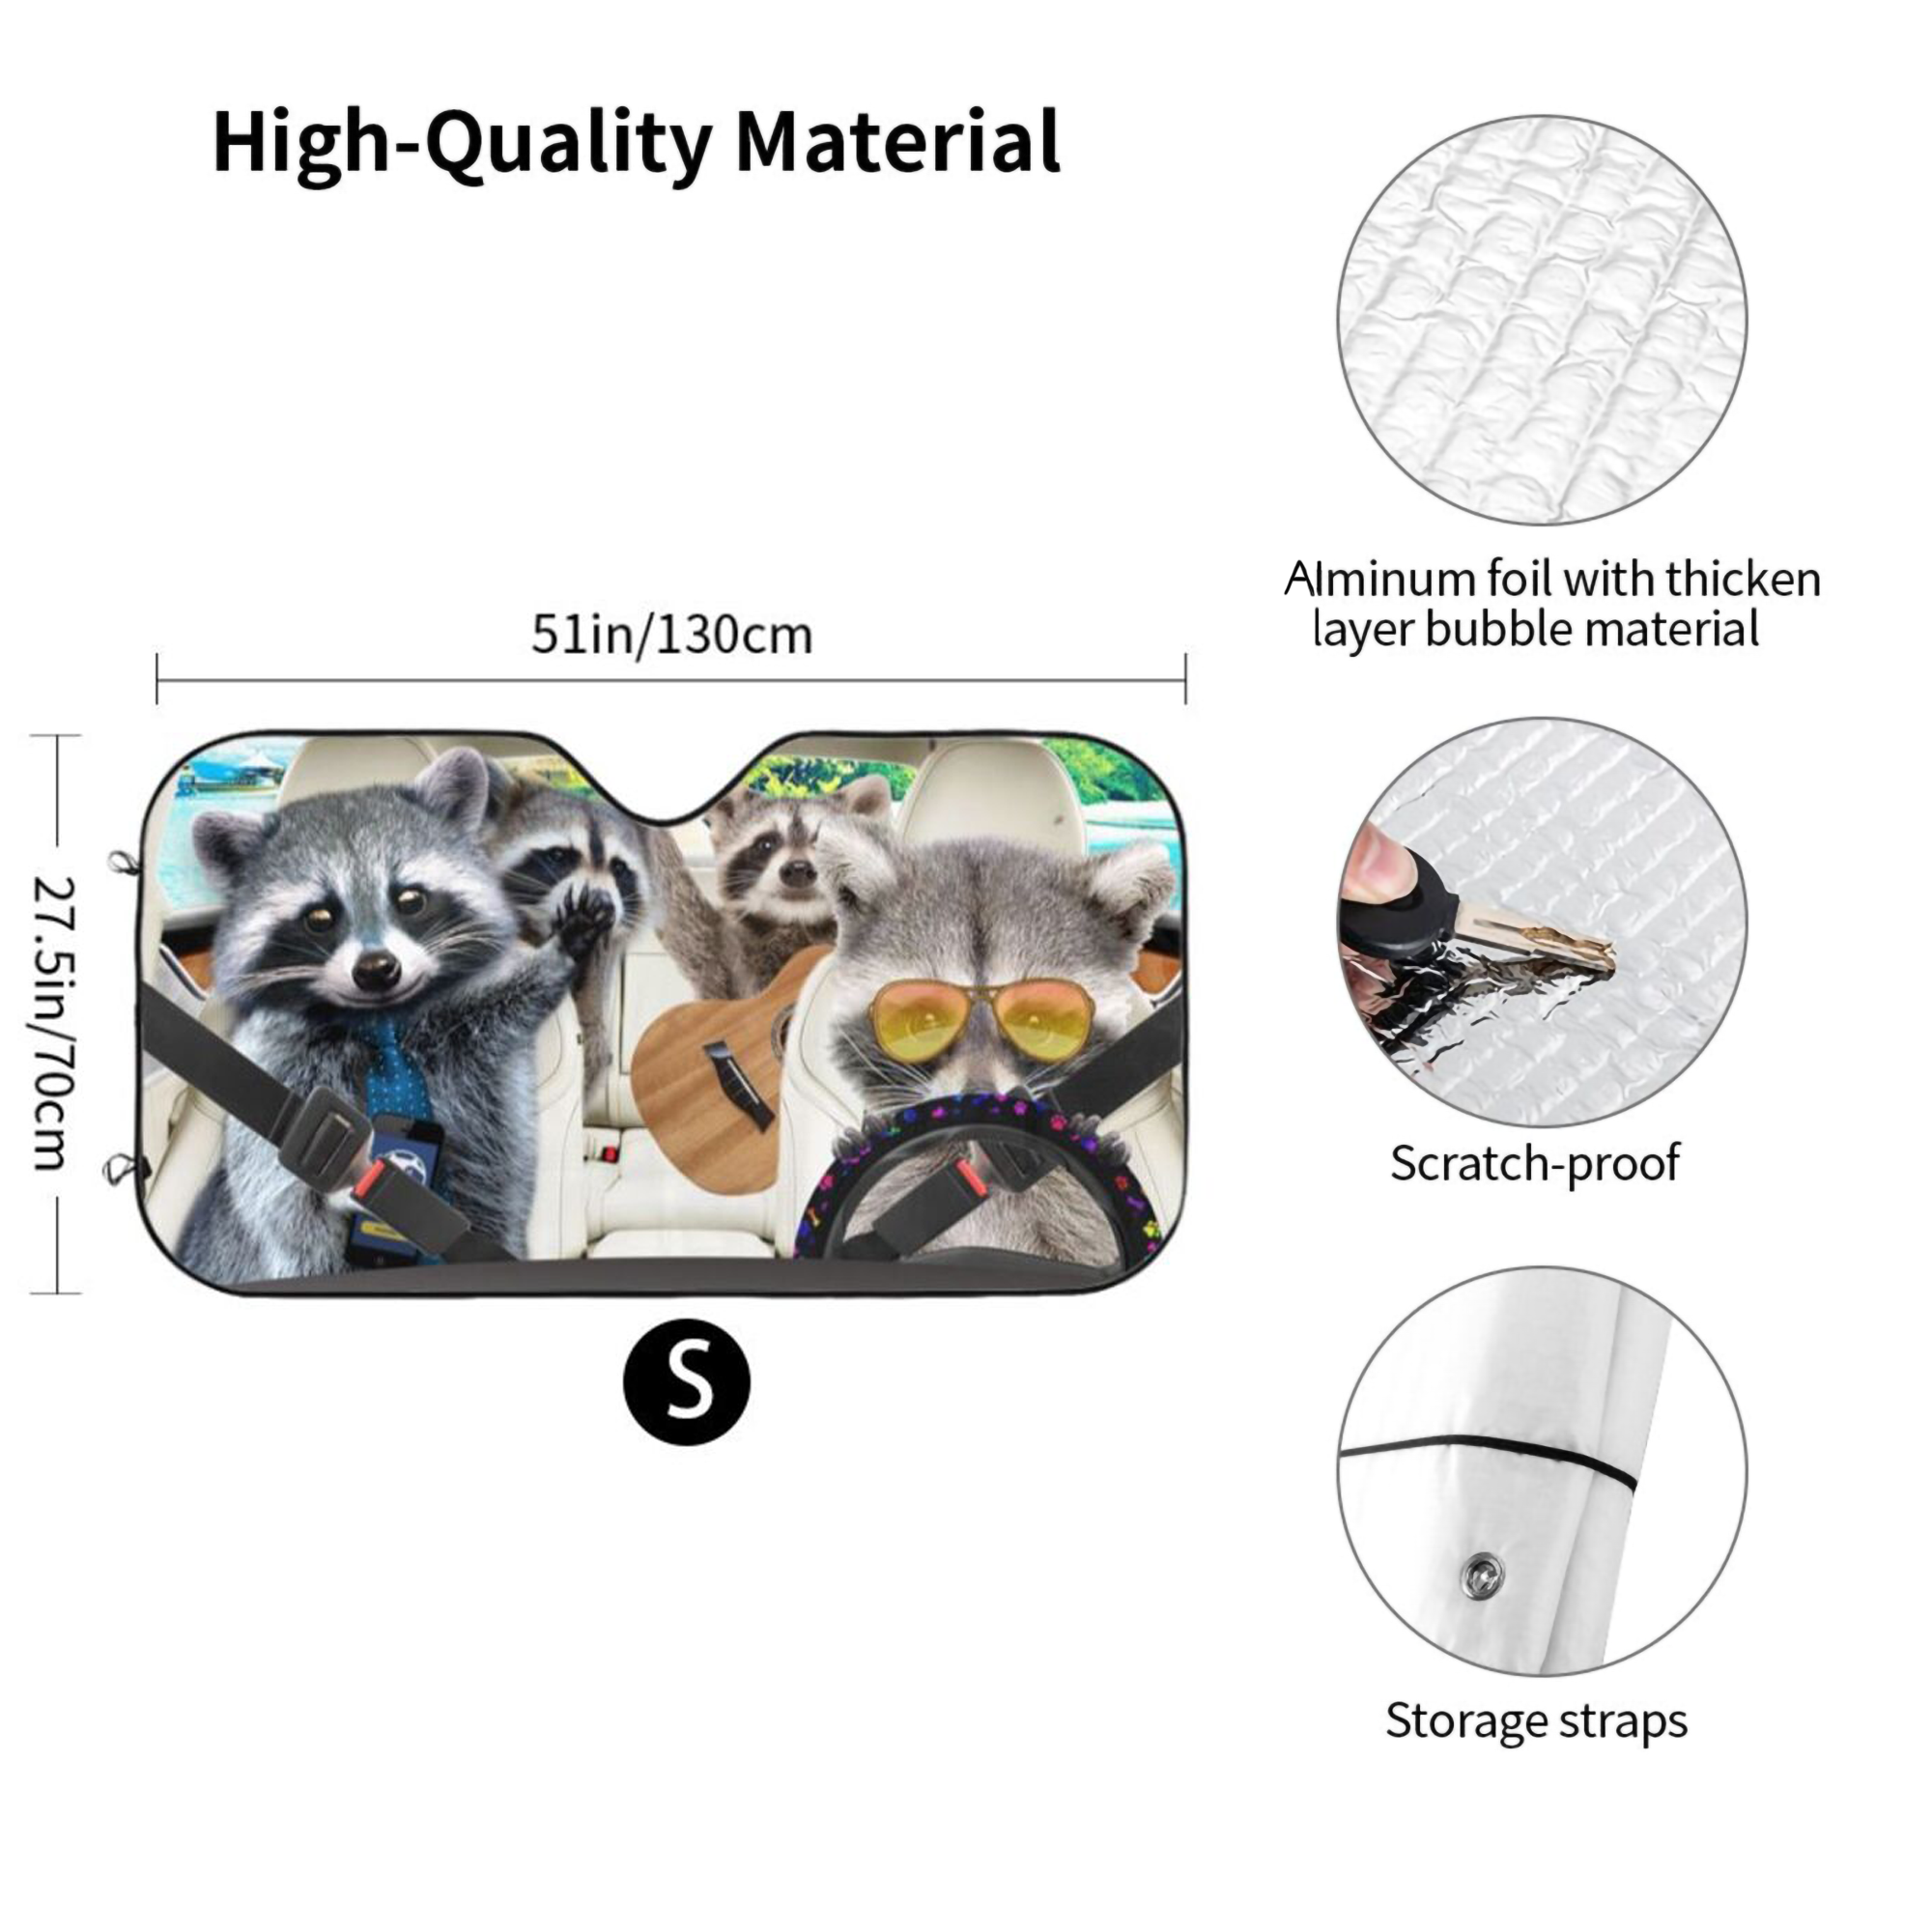 High-Quality Material
Alminum foil with thicken
layer bubble material
51in/130cm
27.5in/70cm
Scratch-proof
S
Storage straps